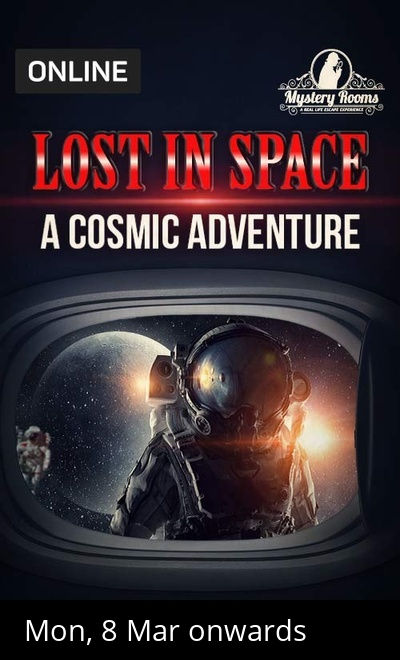 ONLINE
Mystery Rooms
A REAL LIFE ESCAPE EXPERIENCE
LOST IN SPACE
A COSMIC ADVENTURE
Mon, 8 Mar onwards